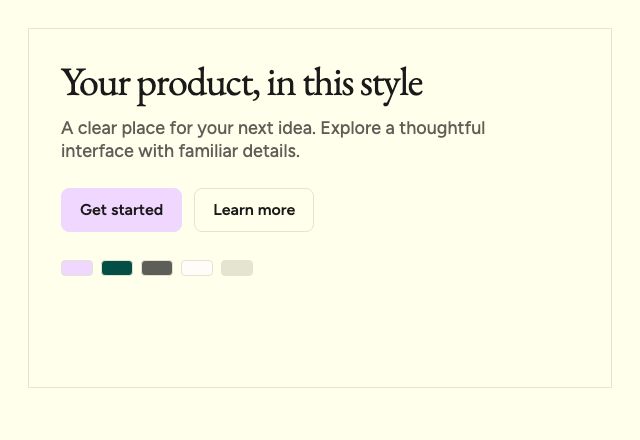 Your product, in this style
A clear place for your next idea. Explore a thoughtful
interface with familiar details.
Get started
Learn more